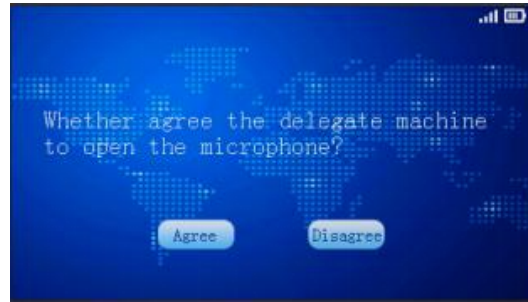 Whether agree the delegate machine
to open the microphone?
Agree
Disagree